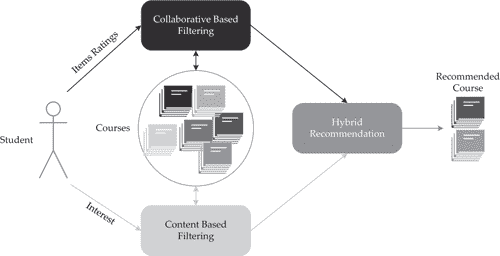 Collaborative Based
Filtering
Items Ratings
Recommended
Course
Student
Courses
Hybrid
Recommendation
Interest
Content Based
Filtering